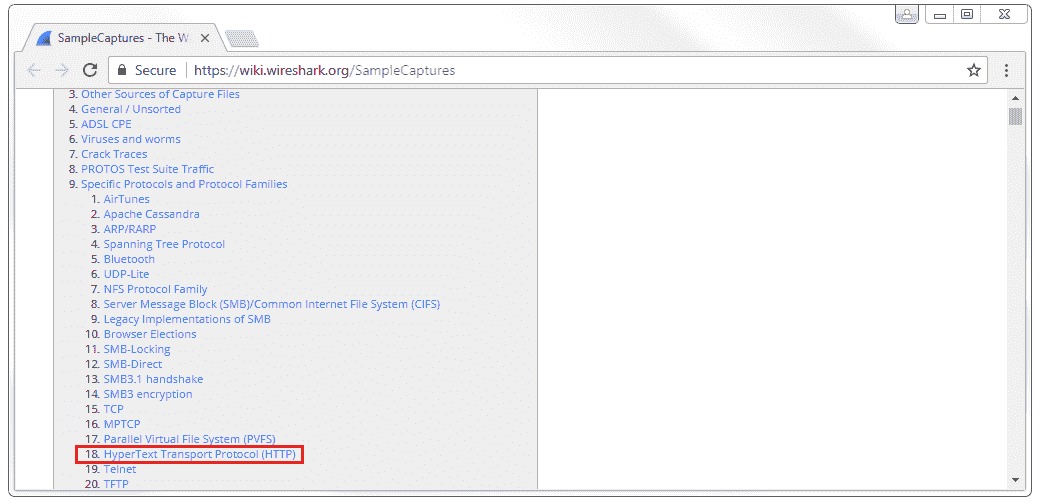 SampleCaptures - The W
Secure
https://wiki.wireshark.org/SampleCaptures
3. Other Sources of Capture Files
4. General / Unsorted
5. ADSL CPE
6. Viruses and worms
7. Crack Traces
8. PROTOS Test Suite Traffic
9. Specific Protocols and Protocol Families
1. AirTunes
2. Apache Cassandra
3. ARP/RARP
4. Spanning Tree Protocol
5. Bluetooth
6. UDP-Lite
7. NFS Protocol Family
8. Server Message Block (SMB)/Common Internet File System (CIFS)
9. Legacy Implementations of SMB
10. Browser Elections
11. SMB-Locking
12. SMB-Direct
13. SMB3.1 handshake
14. SMB3 encryption
15. TCP
16. MPTCP
17. Parallel Virtual File System (PVFS)
18. HyperText Transport Protocol (HTTP)
19. Telnet
20. TFTP